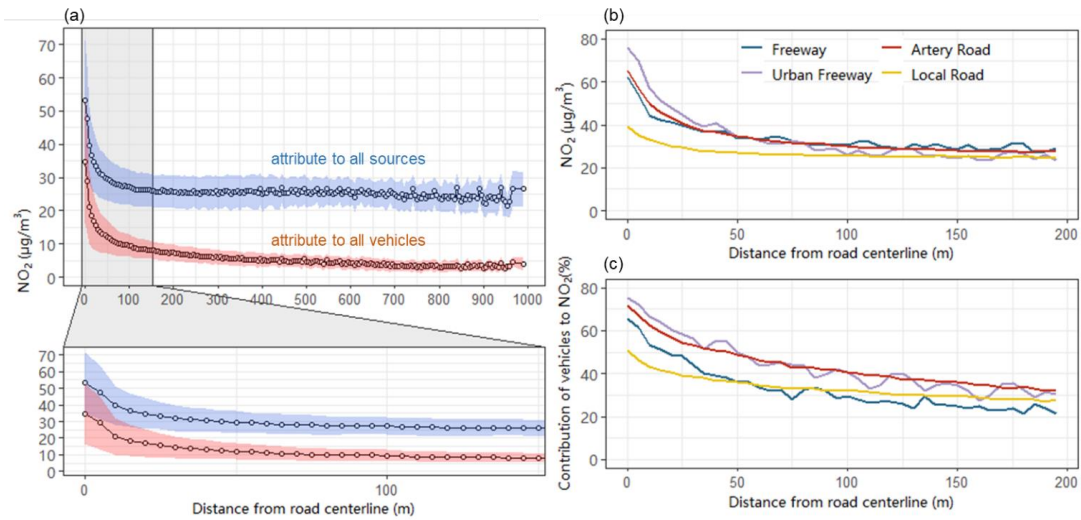 (a)
70
60
50
40
30
20
10
0
NO₂ (μg/m³)
attribute to all sources
attribute to all vehicles
0 100 200 300 400 500 600 700 800 900 1000
70
60
50
40
30
20
10
0
0 100
Distance from road centerline (m)
(b)
80
60
40
20
0
NO₂ (μg/m³)
Freeway Artery Road
Urban Freeway Local Road
0 50 100 150 200
Distance from road centerline (m)
(c)
80
60
40
20
0
Contribution of vehicles to NO₂(%)
0 50 100 150 200
Distance from road centerline (m)